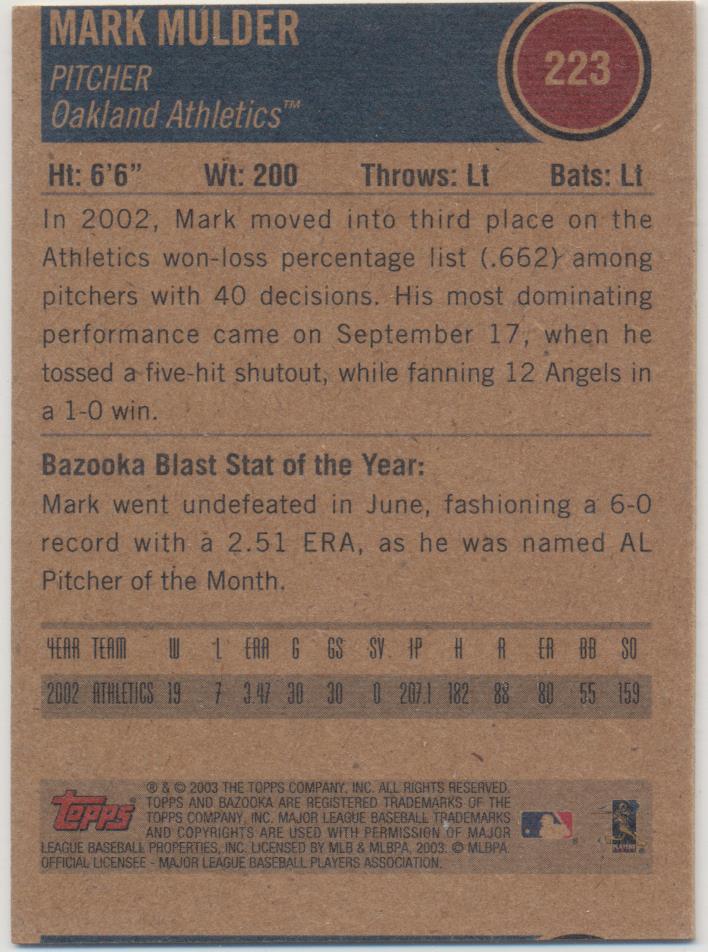 MARK MULDER
PITCHER
Oakland Athletics™
223
Ht: 6'6" Wt: 200 Throws: Lt Bats: Lt
In 2002, Mark moved into third place on the
Athletics won-loss percentage list (.662) among
pitchers with 40 decisions. His most dominating
performance came on September 17, when he
tossed a five-hit shutout, while fanning 12 Angels in
a 1-0 win.
Bazooka Blast Stat of the Year:
Mark went undefeated in June, fashioning a 6-0
record with a 2.51 ERA, as he was named AL
Pitcher of the Month.
YEAR TEAM W L ERA G GS SV IP H R ER BB SO
2002 ATHLETICS 19 7 3.47 30 30 0 207.1 182 88 80 55 159
Topps
® & © 2003 THE TOPPS COMPANY, INC. ALL RIGHTS RESERVED.
TOPPS AND BAZOOKA ARE REGISTERED TRADEMARKS OF THE
TOPPS COMPANY, INC. MAJOR LEAGUE BASEBALL TRADEMARKS
AND COPYRIGHTS ARE USED WITH PERMISSION OF MAJOR
LEAGUE BASEBALL PROPERTIES, INC. LICENSED BY MLB & MLBPA, 2003. © MLBPA
OFFICIAL LICENSEE - MAJOR LEAGUE BASEBALL PLAYERS ASSOCIATION.